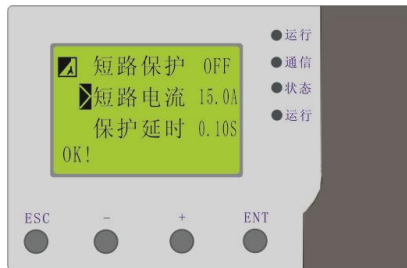 短路保护 OFF
短路电流 15.0A
保护延时 0.10S
OK!
运行
通信
状态
运行
ESC - + ENT